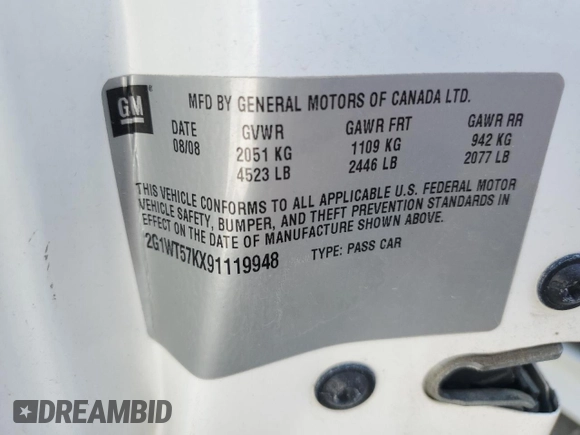 GM
MFD BY GENERAL MOTORS OF CANADA LTD.
DATE GVWR GAWR FRT GAWR RR
08/08 2051 KG 1109 KG 942 KG
4523 LB 2446 LB 2077 LB
THIS VEHICLE CONFORMS TO ALL APPLICABLE U.S. FEDERAL MOTOR
VEHICLE SAFETY, BUMPER, AND THEFT PREVENTION STANDARDS IN
EFFECT ON THE DATE OF MANUFACTURE SHOWN ABOVE.
2G1WT57KX91119948 TYPE: PASS CAR
DREAMBID